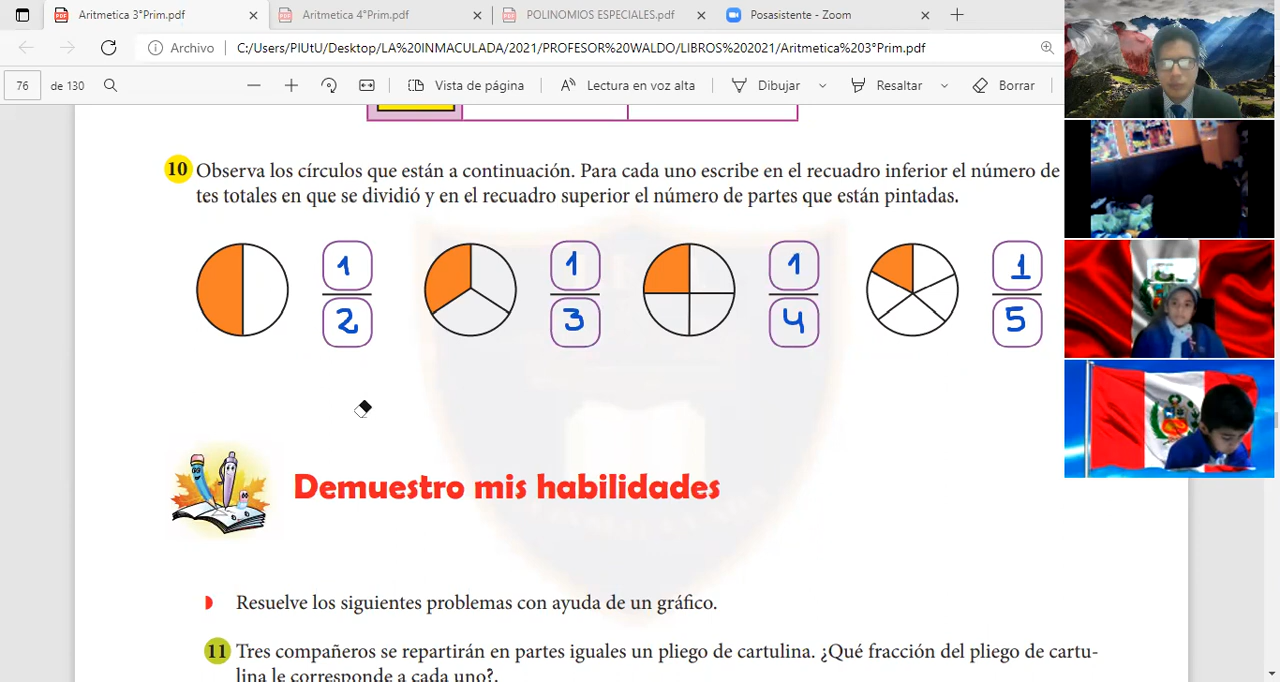 Aritmetica 3°Prim.pdf
Aritmetica 4°Prim.pdf
POLINOMIOS ESPECIALES.pdf
Posasistente - Zoom
Archivo
C:/Users/PIUtU/Desktop/LA%20INMACULADA/2021/PROFESOR%20WALDO/LIBROS%202021/Aritmetica%203°Prim.pdf
76 de 130
Vista de página
Lectura en voz alta
Dibujar
Resaltar
Borrar
10 Observa los círculos que están a continuación. Para cada uno escribe en el recuadro inferior el número de
tes totales en que se dividió y en el recuadro superior el número de partes que están pintadas.
1 1 1 1
2 3 4 5
Demuestro mis habilidades
Resuelve los siguientes problemas con ayuda de un gráfico.
11 Tres compañeros se repartirán en partes iguales un pliego de cartulina. ¿Qué fracción del pliego de cartu-
lina le corresponde a cada uno?.